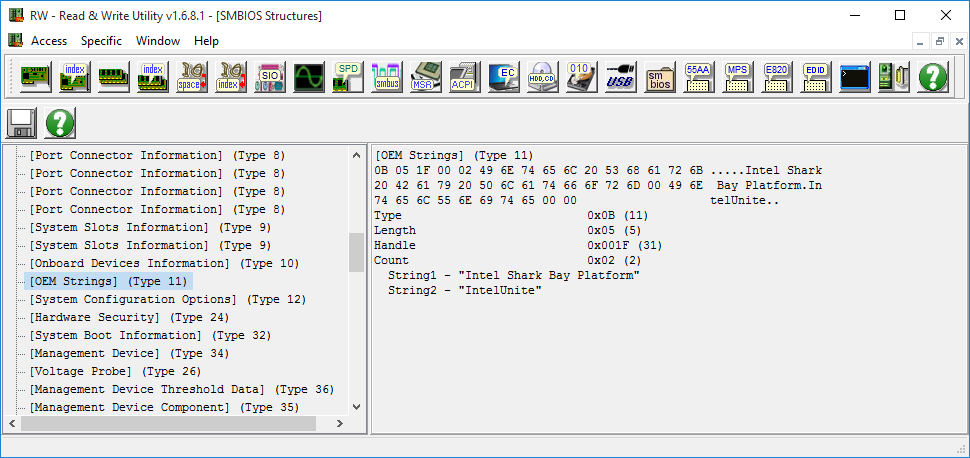 RW - Read & Write Utility v1.6.8.1 - [SMBIOS Structures]
Access Specific Window Help
index index space index SIO SPD smbus MSR ACPI EC HDD,CD 010 USB sm bios 55AA MPS E820 EDID
[Port Connector Information] (Type 8)
[Port Connector Information] (Type 8)
[Port Connector Information] (Type 8)
[Port Connector Information] (Type 8)
[System Slots Information] (Type 9)
[System Slots Information] (Type 9)
[Onboard Devices Information] (Type 10)
[OEM Strings] (Type 11)
[System Configuration Options] (Type 12)
[Hardware Security] (Type 24)
[System Boot Information] (Type 32)
[Management Device] (Type 34)
[Voltage Probe] (Type 26)
[Management Device Threshold Data] (Type 36)
[Management Device Component] (Type 35)
[OEM Strings] (Type 11)
0B 05 1F 00 02 49 6E 74 65 6C 20 53 68 61 72 6B .....Intel Shark
20 42 61 79 20 50 6C 61 74 66 6F 72 6D 00 49 6E  Bay Platform.In
74 65 6C 55 6E 69 74 65 00 00 telUnite..
Type 0x0B (11)
Length 0x05 (5)
Handle 0x001F (31)
Count 0x02 (2)
String1 - "Intel Shark Bay Platform"
String2 - "IntelUnite"